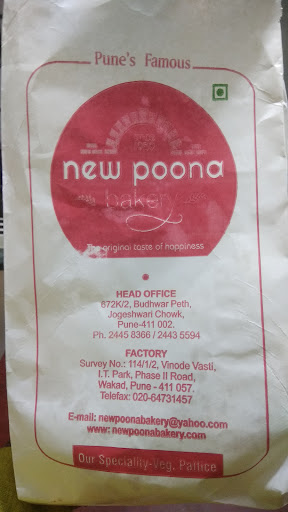 Pune's Famous
new poona
bakery
The original taste of happiness
HEAD OFFICE
872K/2, Budhwar Peth,
Jogeshwari Chowk,
Pune-411 002.
Ph. 2445 8366 / 2443 5594
FACTORY
Survey No.: 114/1/2, Vinode Vasti,
I.T. Park, Phase II Road,
Wakad, Pune - 411 057.
Telefax: 020-64731457
E-mail: newpoonabakery@yahoo.com
www: newpoonabakery.com
Our Speciality-Veg. Pattice